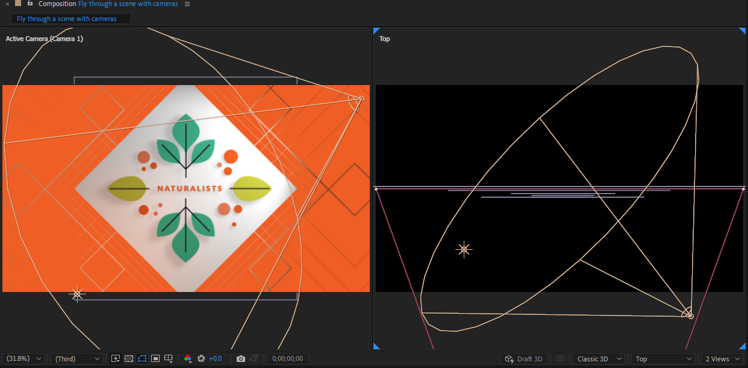 Composition Fly through a scene with cameras
Fly through a scene with cameras
Active Camera (Camera 1)
Top
NATURALISTS
(31.8%)
(Third)
+0.0
0;00;00;00
Draft 3D
Classic 3D
Top
2 Views